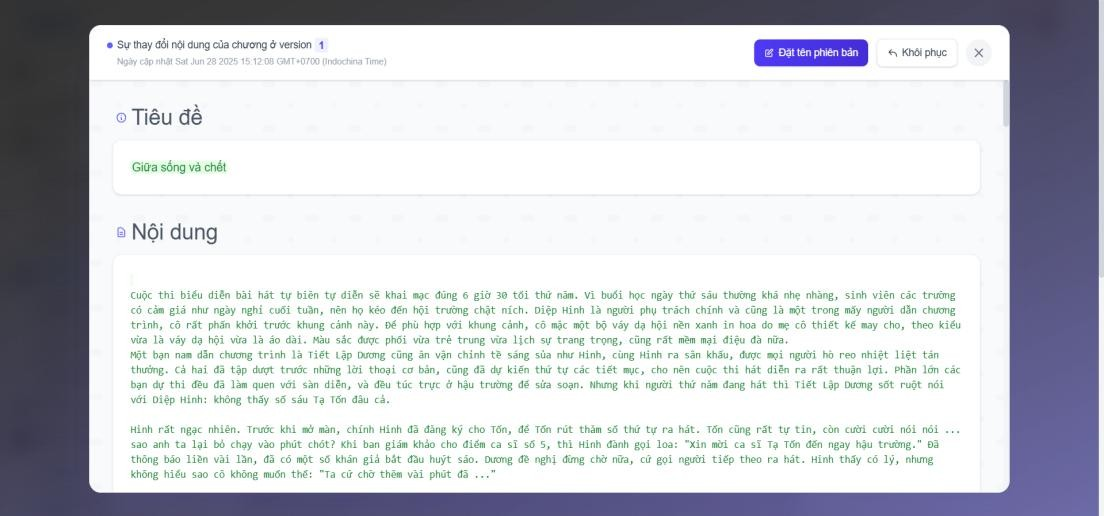 Sự thay đổi nội dung của chương ở version 1
Ngày cập nhật Sat Jun 28 2025 15:12:08 GMT+0700 (Indochina Time)
Đặt tên phiên bản
Khôi phục
Tiêu đề
Giữa sống và chết
Nội dung
Cuộc thi biểu diễn bài hát tự biên tự diễn sẽ khai mạc đúng 6 giờ 30 tối thứ năm. Vì buổi học ngày thứ sáu thường khá nhẹ nhàng, sinh viên các trường
có cảm giá như ngày nghỉ cuối tuần, nên họ kéo đến hội trường chật ních. Diệp Hinh là người phụ trách chính và cũng là một trong mấy người dẫn chương
trình, cô rất phấn khởi trước khung cảnh này. Để phù hợp với khung cảnh, cô mặc một bộ váy dạ hội nền xanh in hoa do mẹ cô thiết kế may cho, theo kiểu
vừa là váy dạ hội vừa là áo dài. Màu sắc được phối vừa trẻ trung vừa lịch sự trang trọng, cũng rất mềm mại điệu đà nữa.
Một bạn nam dẫn chương trình là Tiết Lập Dương cũng ăn vận chỉnh tề sáng sủa như Hinh, cùng Hinh ra sân khấu, được mọi người hò reo nhiệt liệt tán
thưởng. Cả hai đã tập dượt trước những lời thoại cơ bản, cũng đã dự kiến thứ tự các tiết mục, cho nên cuộc thi hát diễn ra rất thuận lợi. Phần lớn các
bạn dự thi đều đã làm quen với sàn diễn, và đều túc trực ở hậu trường để sửa soạn. Nhưng khi người thứ năm đang hát thì Tiết Lập Dương sốt ruột nói
với Diệp Hinh: không thấy số sáu Tạ Tốn đâu cả.
Hinh rất ngạc nhiên. Trước khi mở màn, chính Hinh đã đăng ký cho Tốn, để Tốn rút thăm số thứ tự ra hát. Tốn cũng rất tự tin, còn cười cười nói nói ...
sao anh ta lại bỏ chạy vào phút chót? Khi ban giám khảo cho điểm ca sĩ số 5, thì Hinh đành gọi loa: "Xin mời ca sĩ Tạ Tốn đến ngay hậu trường." Đã
thông báo liền vài lần, đã có một số khán giả bắt đầu huýt sáo. Dương đề nghị đừng chờ nữa, cứ gọi người tiếp theo ra hát. Hinh thấy có lý, nhưng
không hiểu sao cô không muốn thế: "Ta cứ chờ thêm vài phút đã ..."